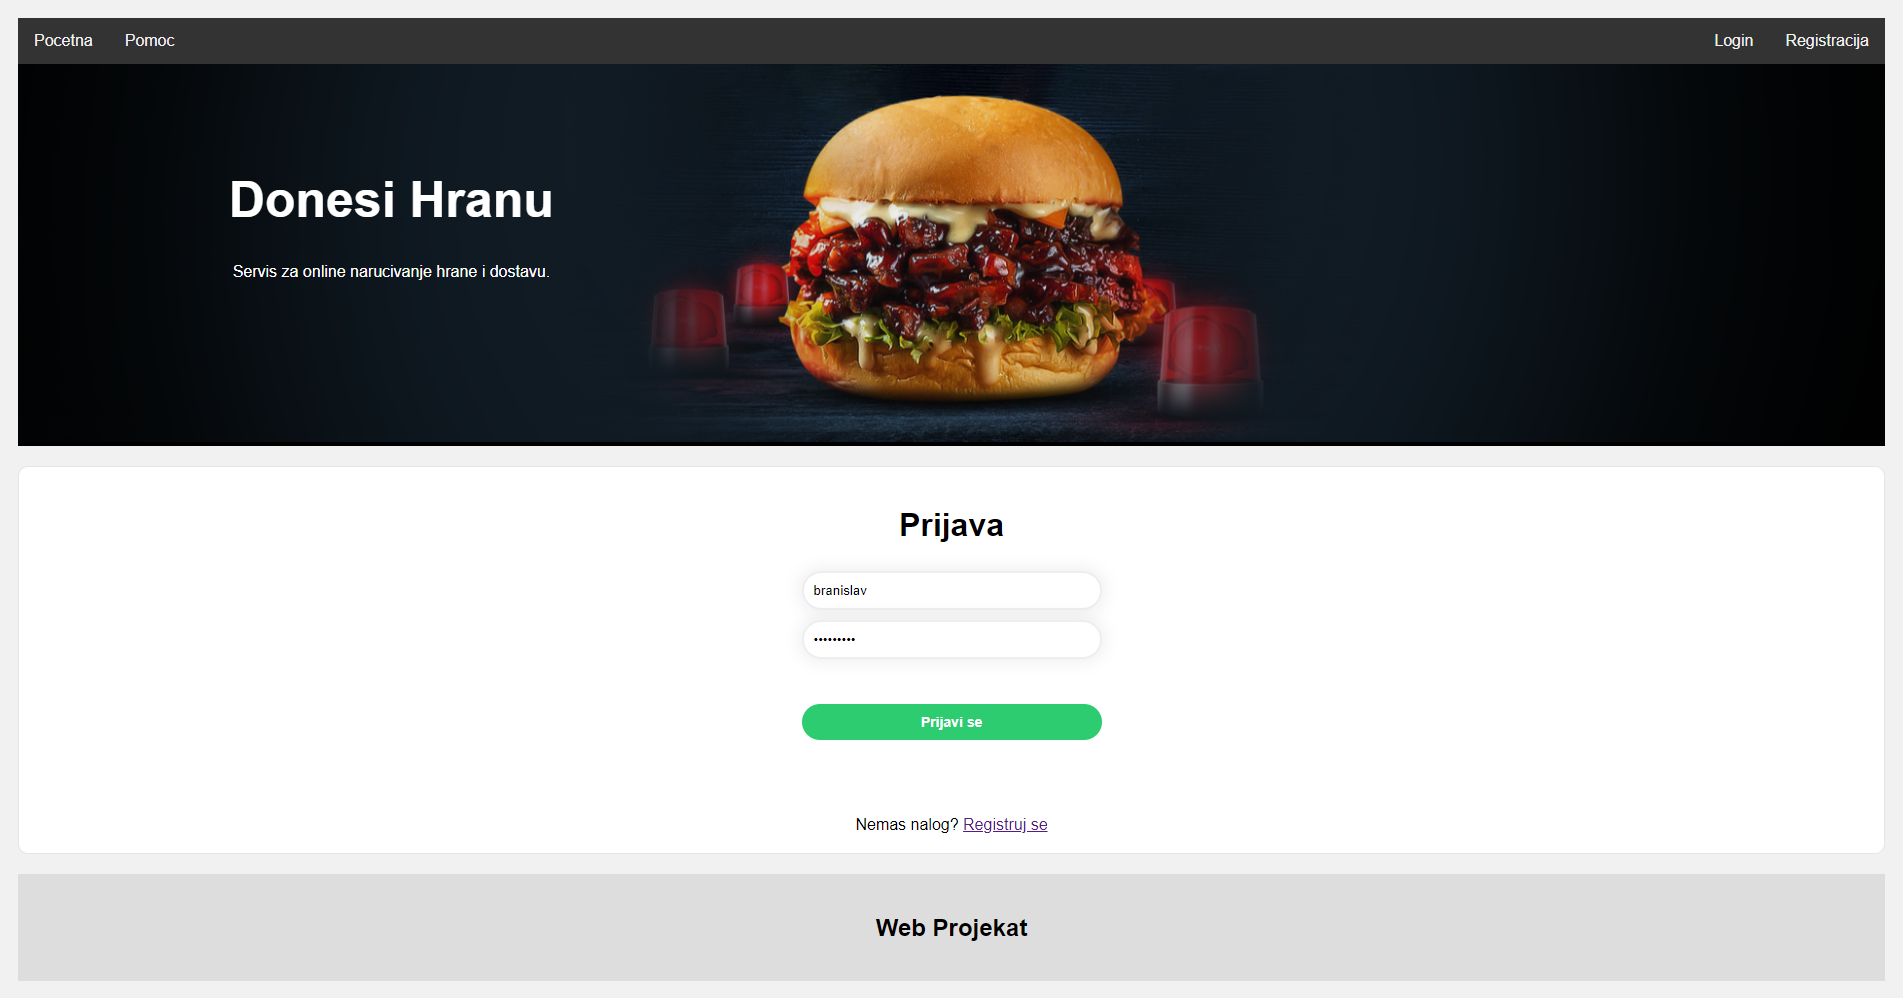 Pocetna Pomoc Login Registracija
Donesi Hranu
Servis za online narucivanje hrane i dostavu.
Prijava
branislav
•••••••••
Prijavi se
Nemas nalog? Registruj se
Web Projekat